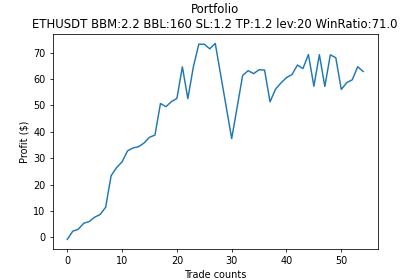 Portfolio
ETHUSDT BBM:2.2 BBL:160 SL:1.2 TP:1.2 lev:20 WinRatio:71.0
70
60
50
40
30
20
10
0
Profit ($)
0 10 20 30 40 50
Trade counts